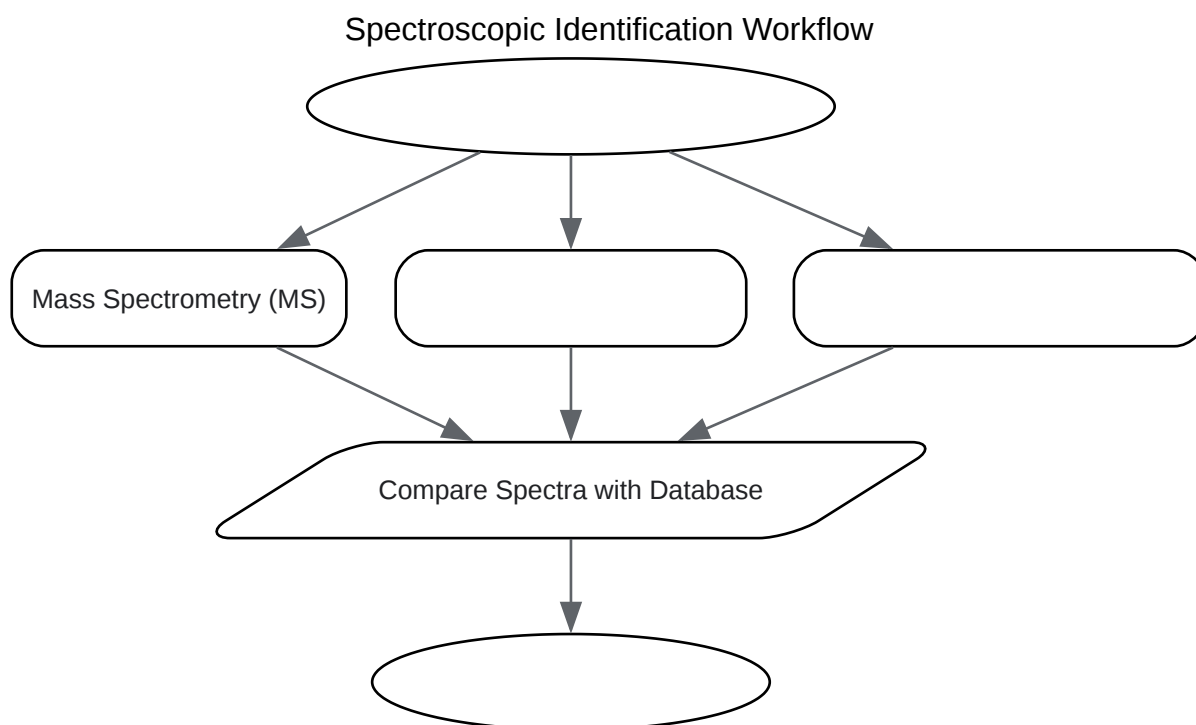 Spectroscopic Identification Workflow
Mass Spectrometry (MS)
Compare Spectra with Database